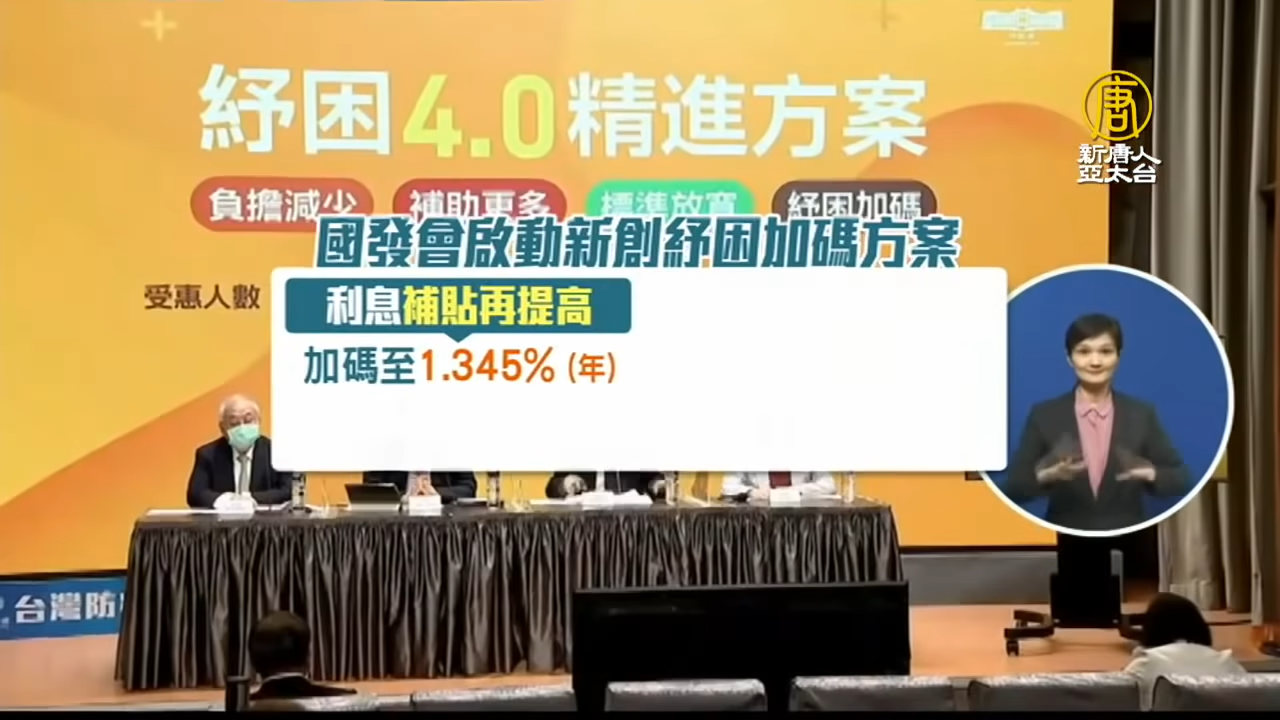 紓困4.0精進方案
唐
新唐人
亞太台
負擔減少 補助更多 標準放寬 紓困加碼
國發會啟動新創紓困加碼方案
受惠人數
利息補貼再提高
加碼至1.345% (年)
台灣防